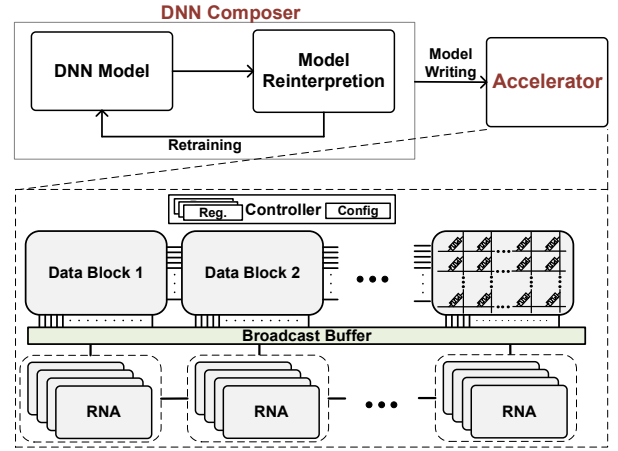 DNN Composer
DNN Model
Model
Reinterpretion
Model
Writing
Accelerator
Retraining
Reg.
Controller
Config
Data Block 1
Data Block 2
Broadcast Buffer
RNA
RNA
RNA